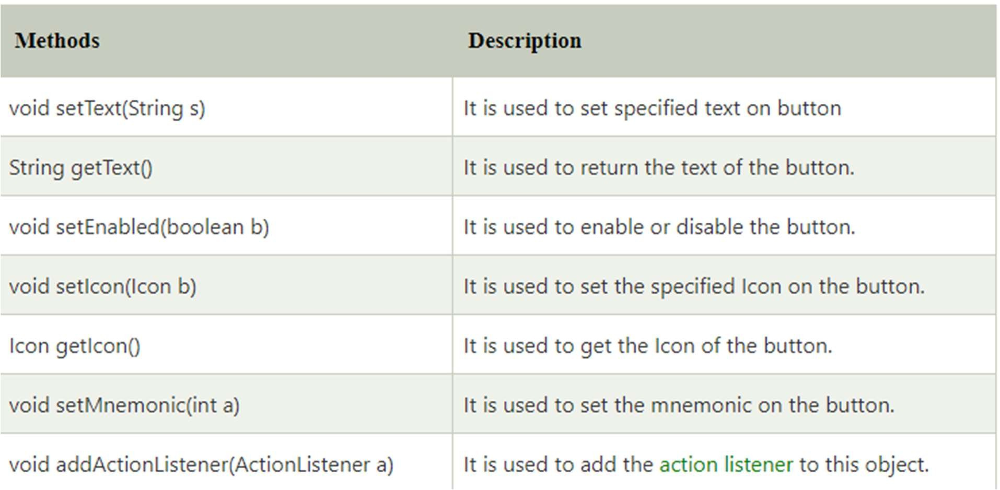 Methods Description
void setText(String s) It is used to set specified text on button
String getText() It is used to return the text of the button.
void setEnabled(boolean b) It is used to enable or disable the button.
void setIcon(Icon b) It is used to set the specified Icon on the button.
Icon getIcon() It is used to get the Icon of the button.
void setMnemonic(int a) It is used to set the mnemonic on the button.
void addActionListener(ActionListener a) It is used to add the action listener to this object.